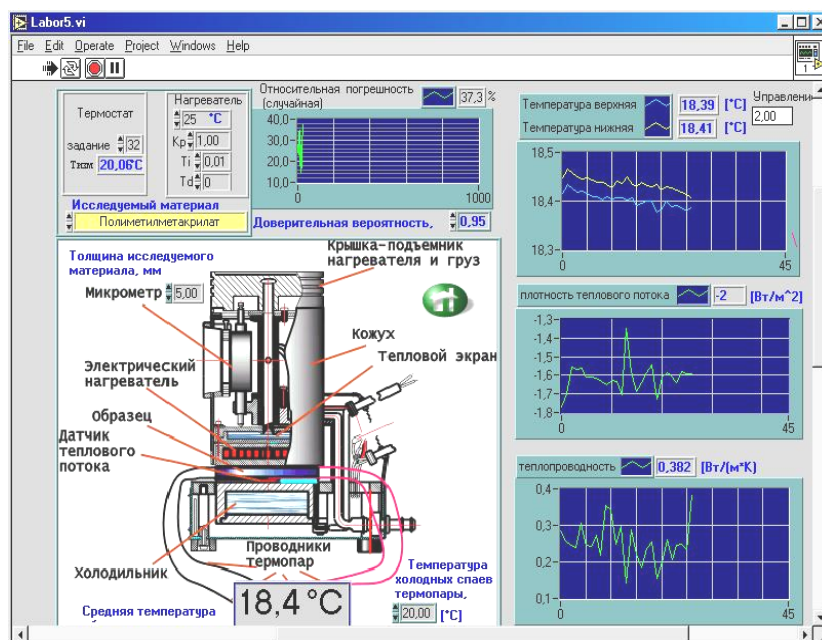 Labor5.vi
File Edit Operate Project Windows Help
1
Термостат
задание 32
Тизм 20,06°C
Нагреватель
25 °C
Kp 1,00
Ti 0,01
Td 0
Исследуемый материал
Полиметилметакрилат
Относительная погрешность
(случайная)
37,3 %
40,0
30,0
20,0
10,0
0 1000
Доверительная вероятность, 0,95
Температура верхняя 18,39 [°C]
Температура нижняя 18,41 [°C]
Управлени
2,00
18,5
18,4
18,3
0 45
Толщина исследуемого
материала, мм
Микрометр 5,00
Крышка-подъемник
нагревателя и груз
Кожух
Тепловой экран
Электрический
нагреватель
Образец
Датчик
теплового
потока
Холодильник
Проводники
термопар
Температура
холодных спаев
термопары,
20,00 [°C]
Средняя температура
18,4°C
плотность теплового потока -2 [Вт/м^2]
-1,3
-1,4
-1,5
-1,6
-1,7
-1,8
0 45
теплопроводность 0,382 [Вт/(м*К)
0,4
0,3
0,2
0,1
0 45